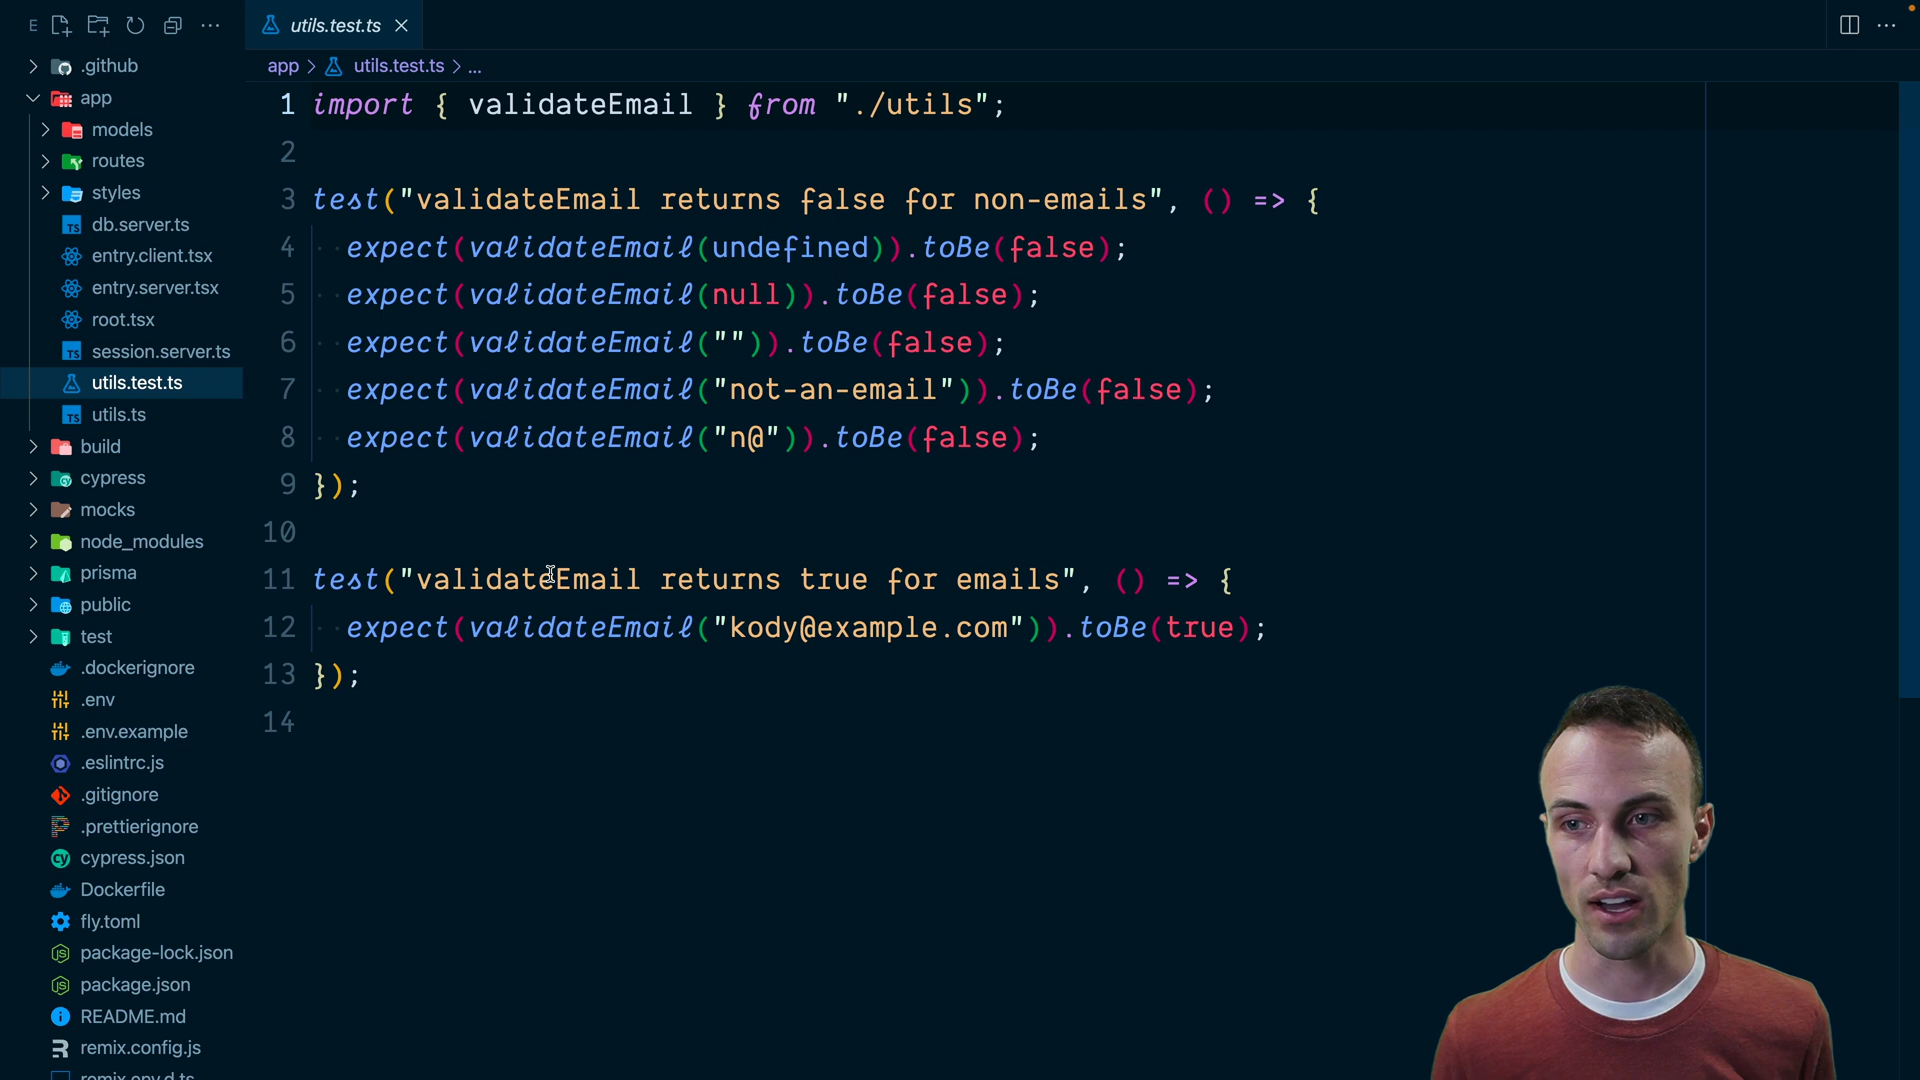 E
utils.test.ts
app > utils.test.ts > ...
.github
app
models
routes
styles
db.server.ts
entry.client.tsx
entry.server.tsx
root.tsx
session.server.ts
utils.test.ts
utils.ts
build
cypress
mocks
node_modules
prisma
public
test
.dockerignore
.env
.env.example
.eslintrc.js
.gitignore
.prettierignore
cypress.json
Dockerfile
fly.toml
package-lock.json
package.json
README.md
remix.config.js
remix.env.d.ts
1 import { validateEmail } from "./utils";
2
3 test("validateEmail returns false for non-emails", () => {
4 expect(validateEmail(undefined)).toBe(false);
5 expect(validateEmail(null)).toBe(false);
6 expect(validateEmail("")).toBe(false);
7 expect(validateEmail("not-an-email")).toBe(false);
8 expect(validateEmail("n@")).toBe(false);
9 });
10
11 test("validateEmail returns true for emails", () => {
12 expect(validateEmail("kody@example.com")).toBe(true);
13 });
14